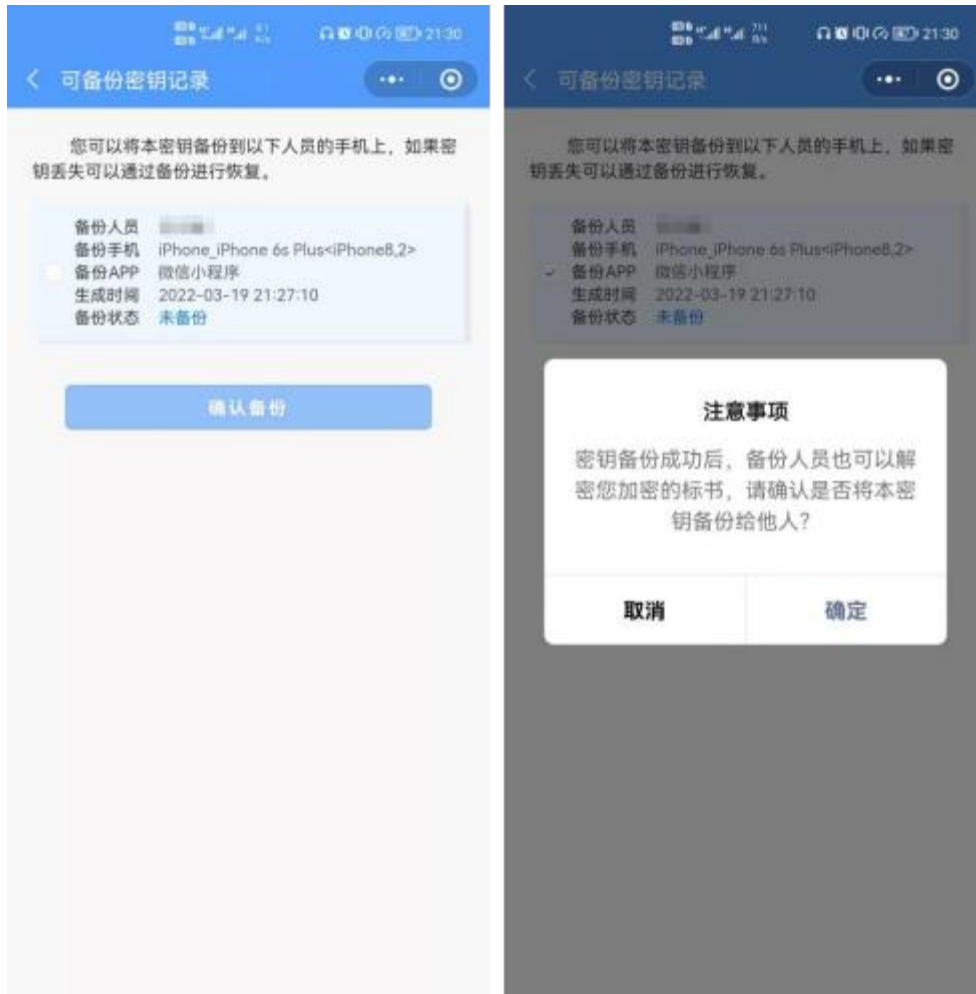 21:30
可备份密钥记录
您可以将本密钥备份到以下人员的手机上，如果密
钥丢失可以通过备份进行恢复。
备份人员
备份手机 iPhone_iPhone 6s Plus<iPhone8,2>
备份APP 微信小程序
生成时间 2022-03-19 21:27:10
备份状态 未备份
确认备份
21:30
可备份密钥记录
您可以将本密钥备份到以下人员的手机上，如果密
钥丢失可以通过备份进行恢复。
备份人员
备份手机 iPhone_iPhone 6s Plus<iPhone8,2>
备份APP 微信小程序
生成时间 2022-03-19 21:27:10
备份状态 未备份
注意事项
密钥备份成功后，备份人员也可以解
密您加密的标书，请确认是否将本密
钥备份给他人？
取消
确定